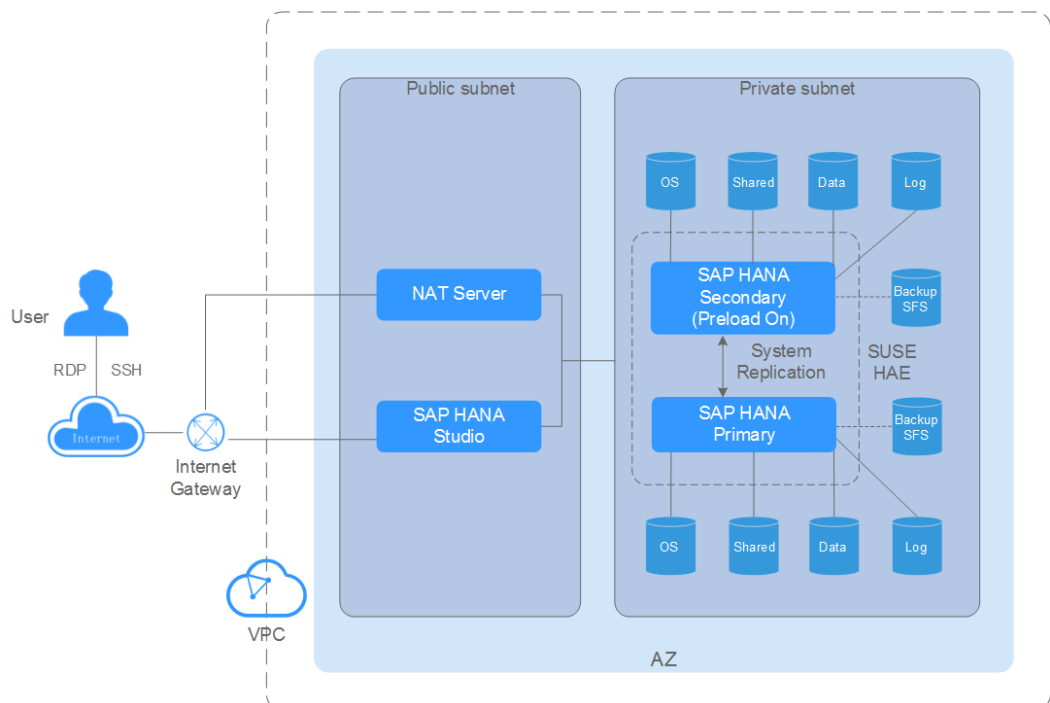 Public subnet
Private subnet
OS
Shared
Data
Log
NAT Server
SAP HANA
Secondary
(Preload On)
Backup
SFS
User
RDP
SSH
System
Replication
SUSE
HAE
Internet
SAP HANA
Studio
SAP HANA
Primary
Backup
SFS
Internet
Gateway
OS
Shared
Data
Log
VPC
AZ